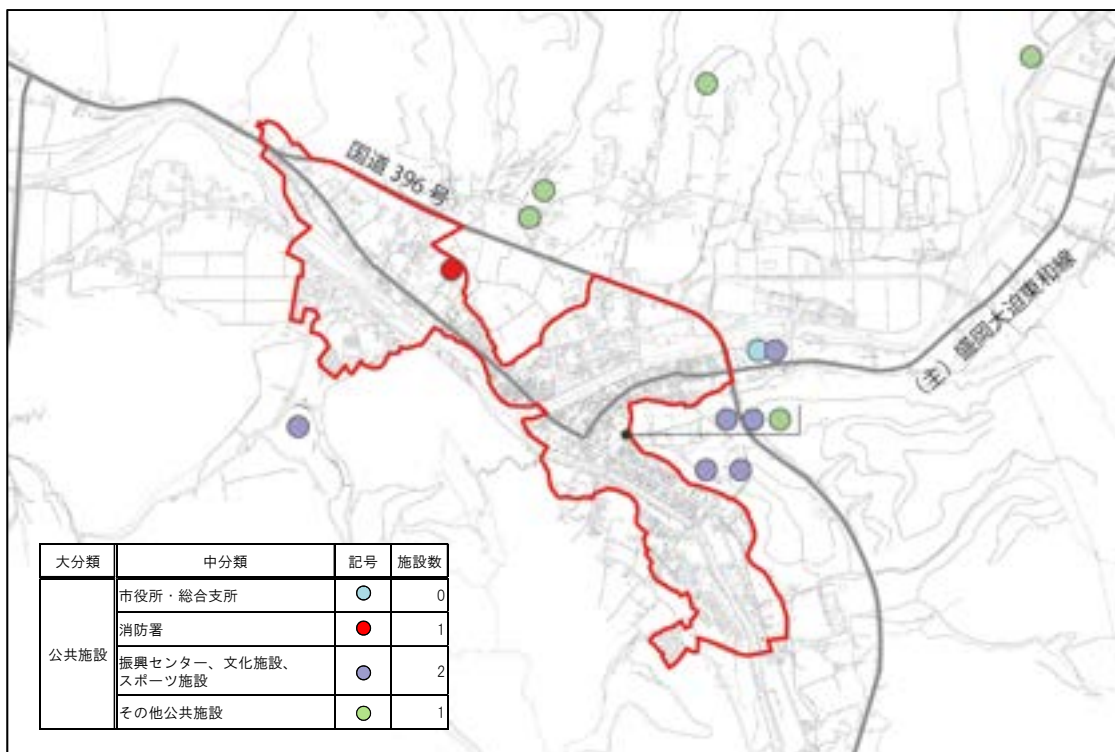 国道 396 号
(主) 盛岡大迫東和線
大分類 中分類 記号 施設数
公共施設
市役所・総合支所 0
消防署 1
振興センター、文化施設、
スポーツ施設 2
その他公共施設 1